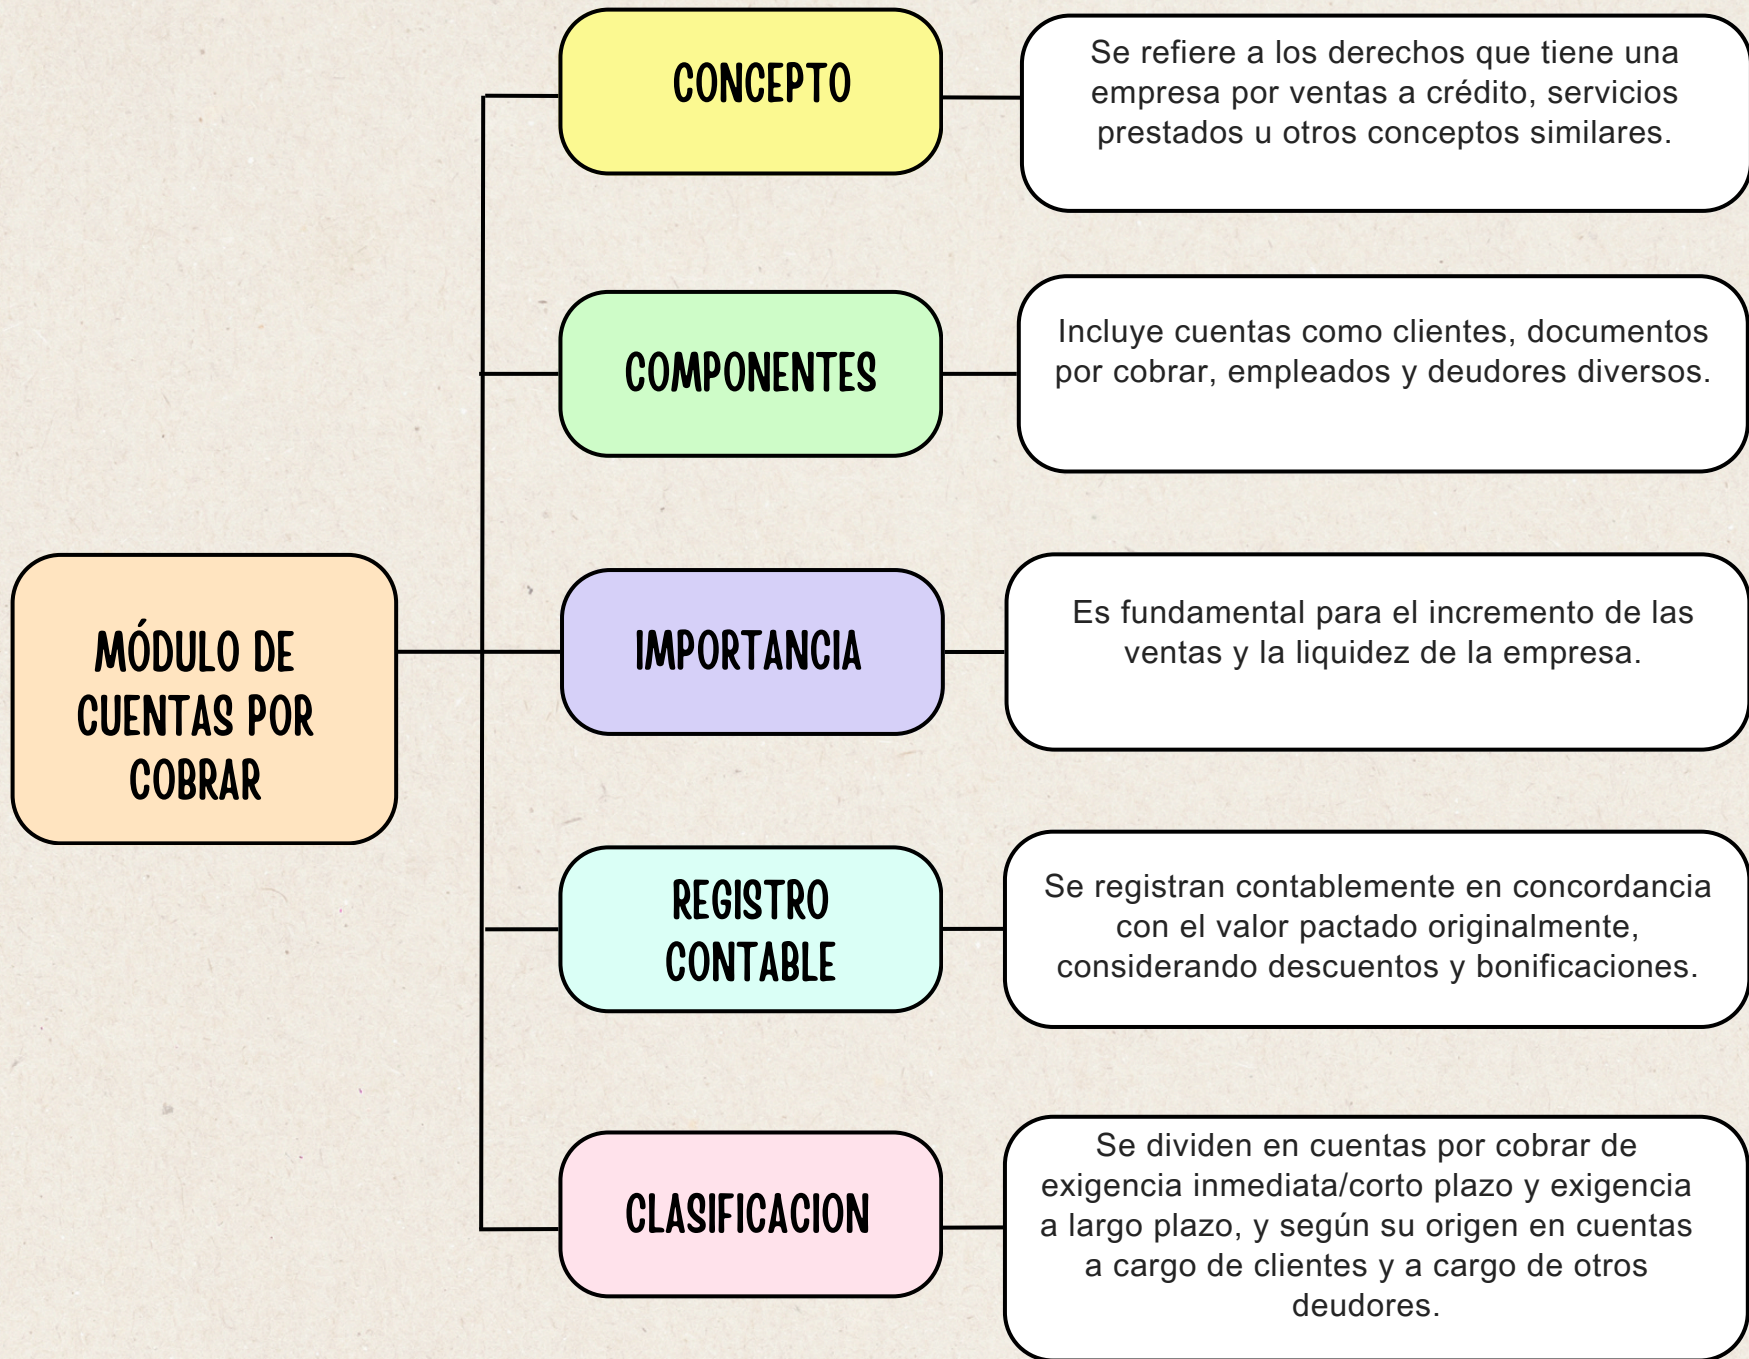 CONCEPTO
Se refiere a los derechos que tiene una
empresa por ventas a crédito, servicios
prestados u otros conceptos similares.
COMPONENTES
Incluye cuentas como clientes, documentos
por cobrar, empleados y deudores diversos.
MÓDULO DE
CUENTAS POR
COBRAR
IMPORTANCIA
Es fundamental para el incremento de las
ventas y la liquidez de la empresa.
REGISTRO
CONTABLE
Se registran contablemente en concordancia
con el valor pactado originalmente,
considerando descuentos y bonificaciones.
CLASIFICACION
Se dividen en cuentas por cobrar de
exigencia inmediata/corto plazo y exigencia
a largo plazo, y según su origen en cuentas
a cargo de clientes y a cargo de otros
deudores.